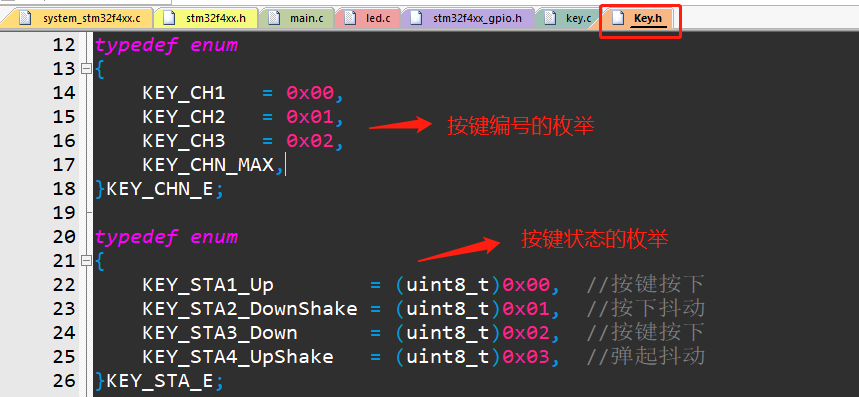 system_stm32f4xx.c stm32f4xx.h main.c led.c stm32f4xx_gpio.h key.c Key.h
12 typedef enum
13 {
14 KEY_CH1 = 0x00,
15 KEY_CH2 = 0x01,
按键编号的枚举
16 KEY_CH3 = 0x02,
17 KEY_CHN_MAX,
18 }KEY_CHN_E;
19
20 typedef enum
按键状态的枚举
21 {
22 KEY_STA1_Up = (uint8_t)0x00, //按键按下
23 KEY_STA2_DownShake = (uint8_t)0x01, //按下抖动
24 KEY_STA3_Down = (uint8_t)0x02, //按键按下
25 KEY_STA4_UpShake = (uint8_t)0x03, //弹起抖动
26 }KEY_STA_E;